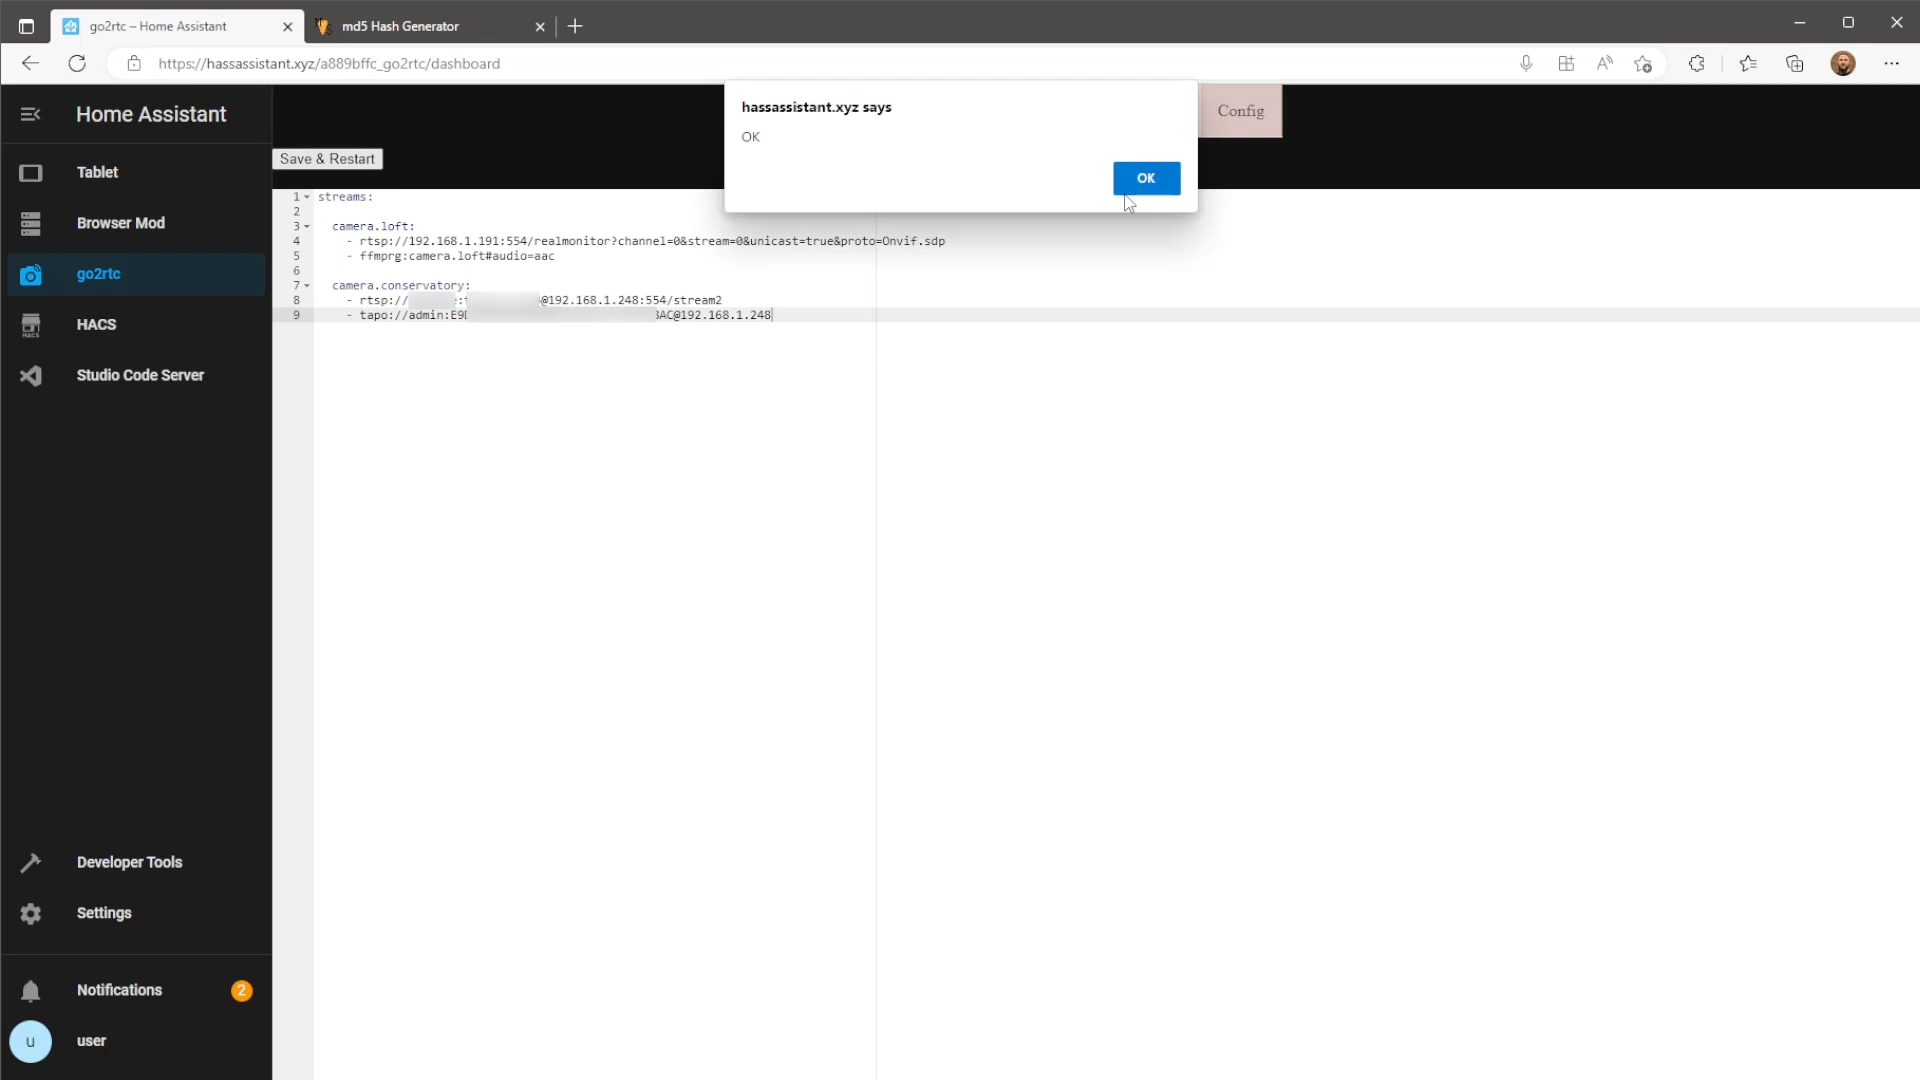 go2rtc – Home Assistant
md5 Hash Generator
https://hassassistant.xyz/a889bffc_go2rtc/dashboard
Home Assistant
hassassistant.xyz says
OK
OK
Config
Save & Restart
Tablet
Browser Mod
go2rtc
HACS
HACS
Studio Code Server
1 streams:
2
3 camera.loft:
4 - rtsp://192.168.1.191:554/realmonitor?channel=0&stream=0&unicast=true&proto=Onvif.sdp
5 - ffmprg:camera.loft#audio=aac
6
7 camera.conservatory:
8 - rtsp:// @192.168.1.248:554/stream2
9 - tapo://admin:E9 AC@192.168.1.248
Developer Tools
Settings
Notifications 2
u user